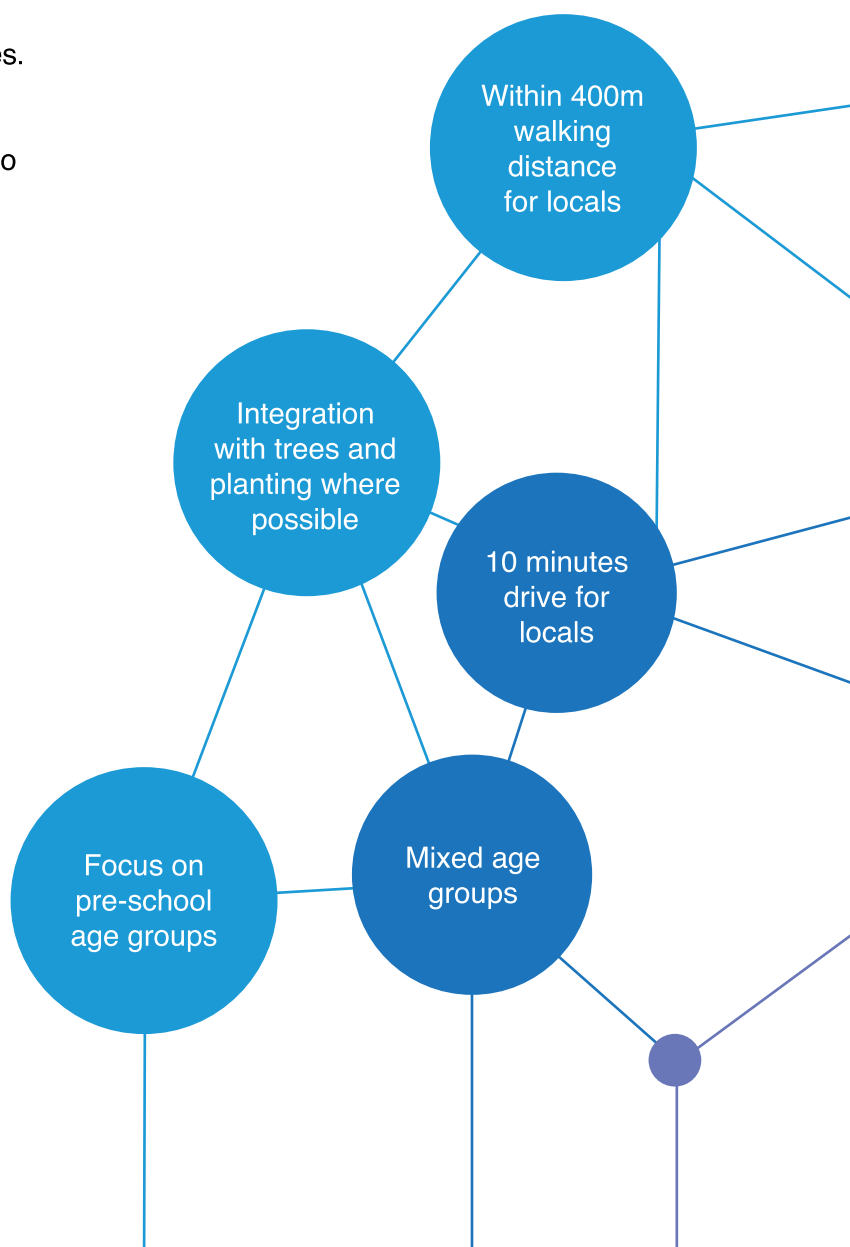 es.
o
Within 400m
walking
distance
for locals
Integration
with trees and
planting where
possible
10 minutes
drive for
locals
Focus on
pre-school
age groups
Mixed age
groups